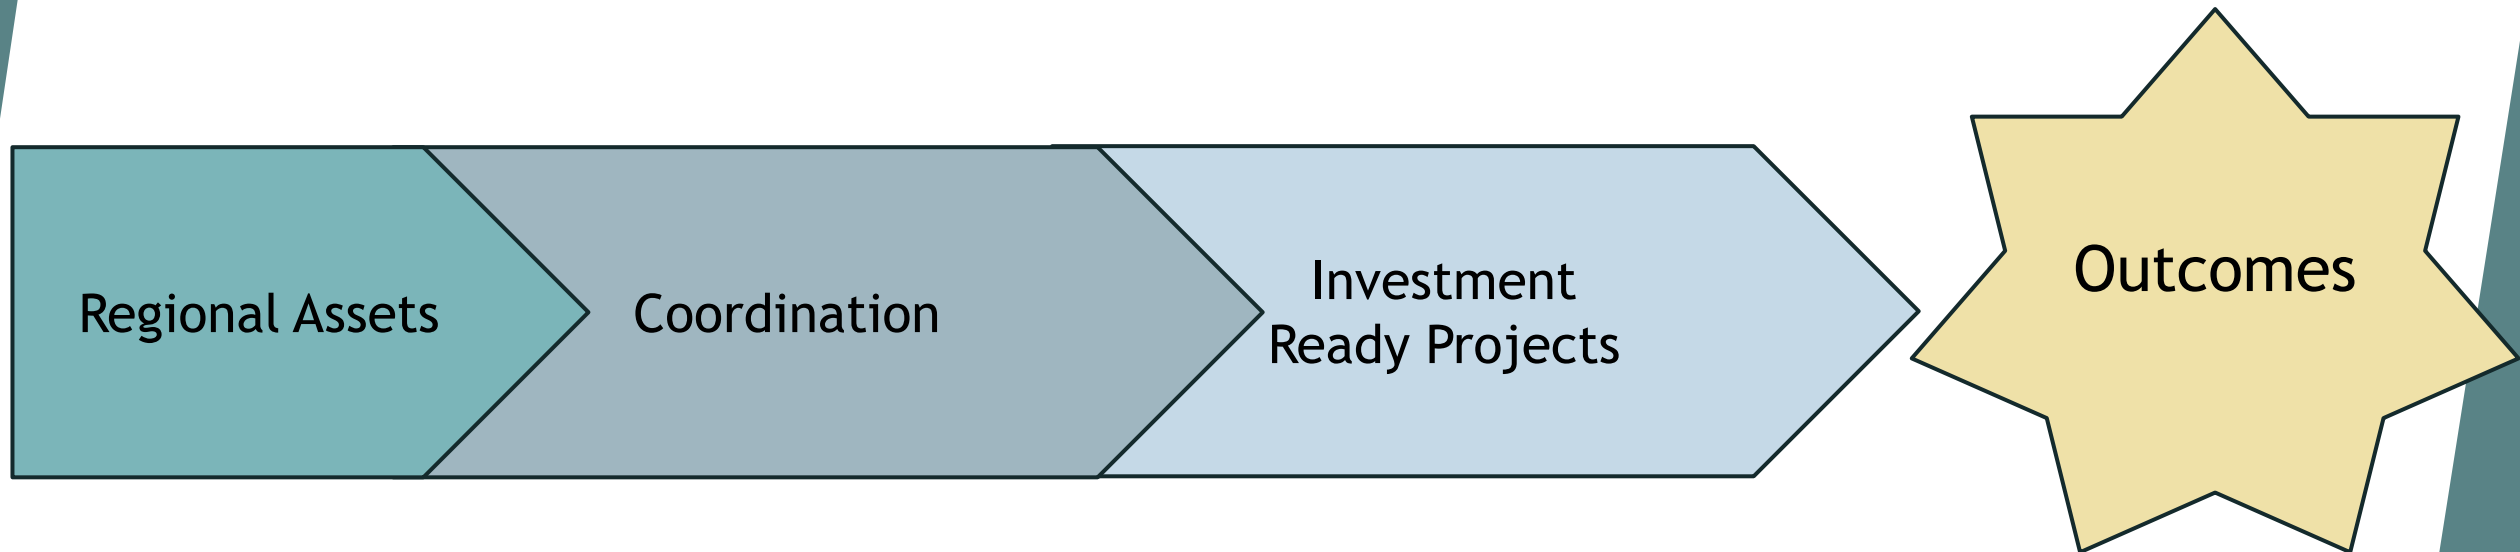 Regional Assets
Coordination
Investment
Ready Projects
Outcomes